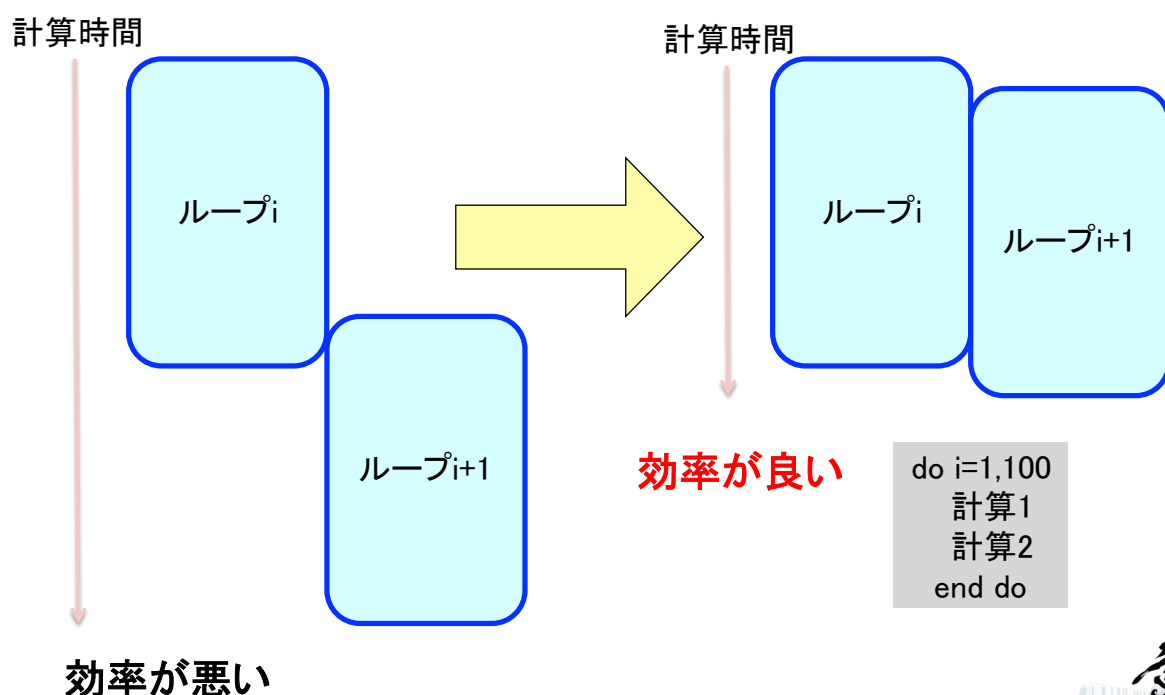 計算時間
ループi
ループi+1
効率が悪い
計算時間
ループi
ループi+1
効率が良い
do i=1,100
計算1
計算2
end do